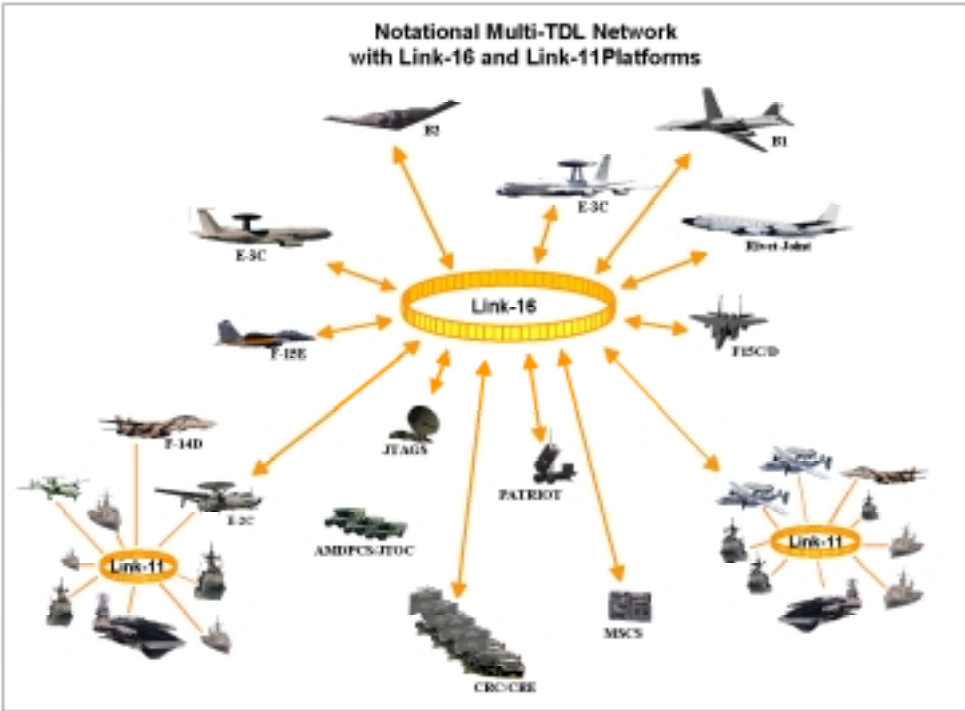 Notational Multi-TDL Network
with Link-16 and Link-11Platforms
B2
B1
E-3C
E-3C
Rivet Joint
Link-16
F-15E
F15C/D
F-14D
JTAGS
PATRIOT
E-2C
AMDPCS/JTOC
Link-11
Link-11
MSCS
CRC/CRE